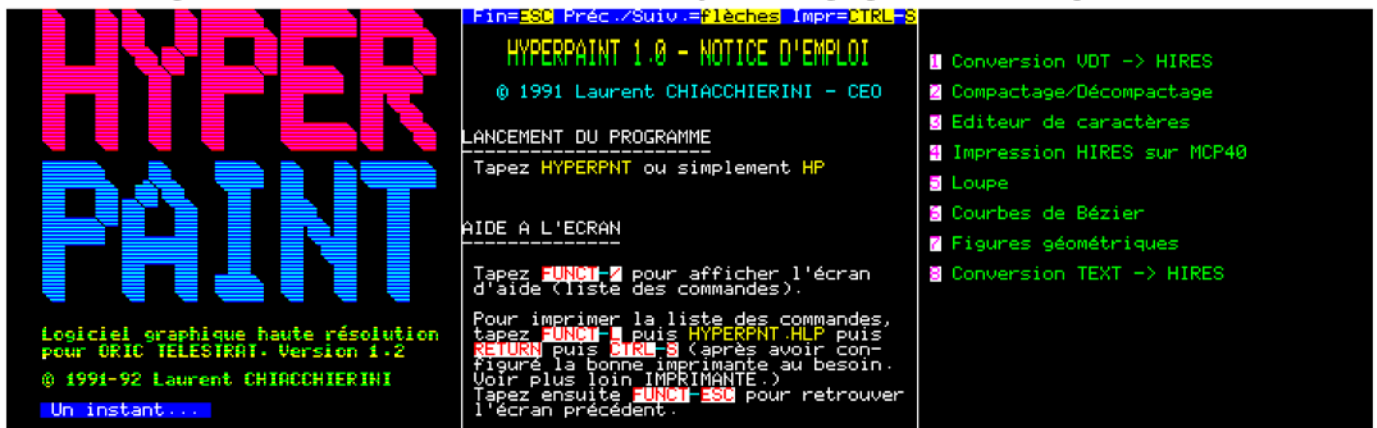 HYPER
PAINT
Logiciel graphique haute résolution
pour ORIC TELESTRAT. Version 1.2
© 1991-92 Laurent CHIACCHIERINI
Un instant...
Fin=ESC Préc./Suiv.=flèches Impr=CTRL-S
HYPERPAINT 1.0 - NOTICE D'EMPLOI
© 1991 Laurent CHIACCHIERINI - CEO
LANCEMENT DU PROGRAMME
Tapez HYPERPNT ou simplement HP
AIDE A L'ECRAN
Tapez FUNCT-/ pour afficher l'écran
d'aide (liste des commandes).
Pour imprimer la liste des commandes,
tapez FUNCT-L puis HYPERPNT.HLP puis
RETURN puis CTRL-S (après avoir con-
figuré la bonne imprimante au besoin.
Voir plus loin IMPRIMANTE.)
Tapez ensuite FUNCT-ESC pour retrouver
l'écran précédent.
1 Conversion VDT -> HIRES
2 Compactage/Décompactage
3 Editeur de caractères
4 Impression HIRES sur MCP40
5 Loupe
6 Courbes de Bézier
7 Figures géométriques
8 Conversion TEXT -> HIRES